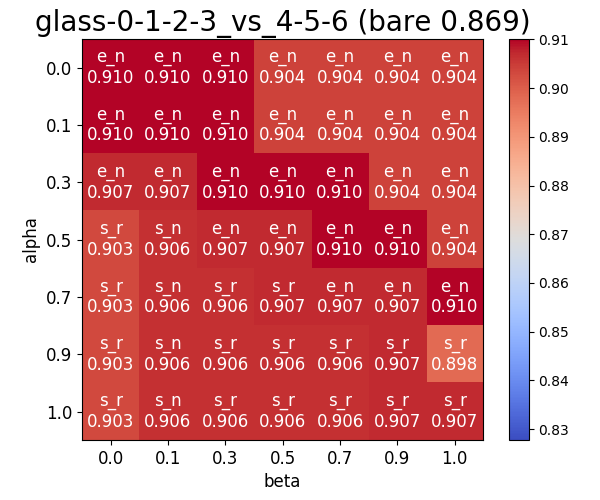 glass-0-1-2-3_vs_4-5-6 (bare 0.869)
0.0 e_n e_n e_n e_n e_n e_n e_n
0.910 0.910 0.910 0.904 0.904 0.904 0.904
0.1 e_n e_n e_n e_n e_n e_n e_n
0.910 0.910 0.910 0.904 0.904 0.904 0.904
0.3 e_n e_n e_n e_n e_n e_n e_n
0.907 0.907 0.910 0.910 0.910 0.904 0.904
0.5 s_r s_n e_n e_n e_n e_n e_n
0.903 0.906 0.907 0.907 0.910 0.910 0.904
0.7 s_r s_n s_r s_r e_n e_n e_n
0.903 0.906 0.906 0.907 0.907 0.907 0.910
0.9 s_r s_n s_r s_r s_r s_r s_r
0.903 0.906 0.906 0.906 0.906 0.907 0.898
1.0 s_r s_n s_r s_r s_r s_r s_r
0.903 0.906 0.906 0.906 0.907 0.907 0.907
0.0 0.1 0.3 0.5 0.7 0.9 1.0
beta
alpha
0.91
0.90
0.89
0.88
0.87
0.86
0.85
0.84
0.83